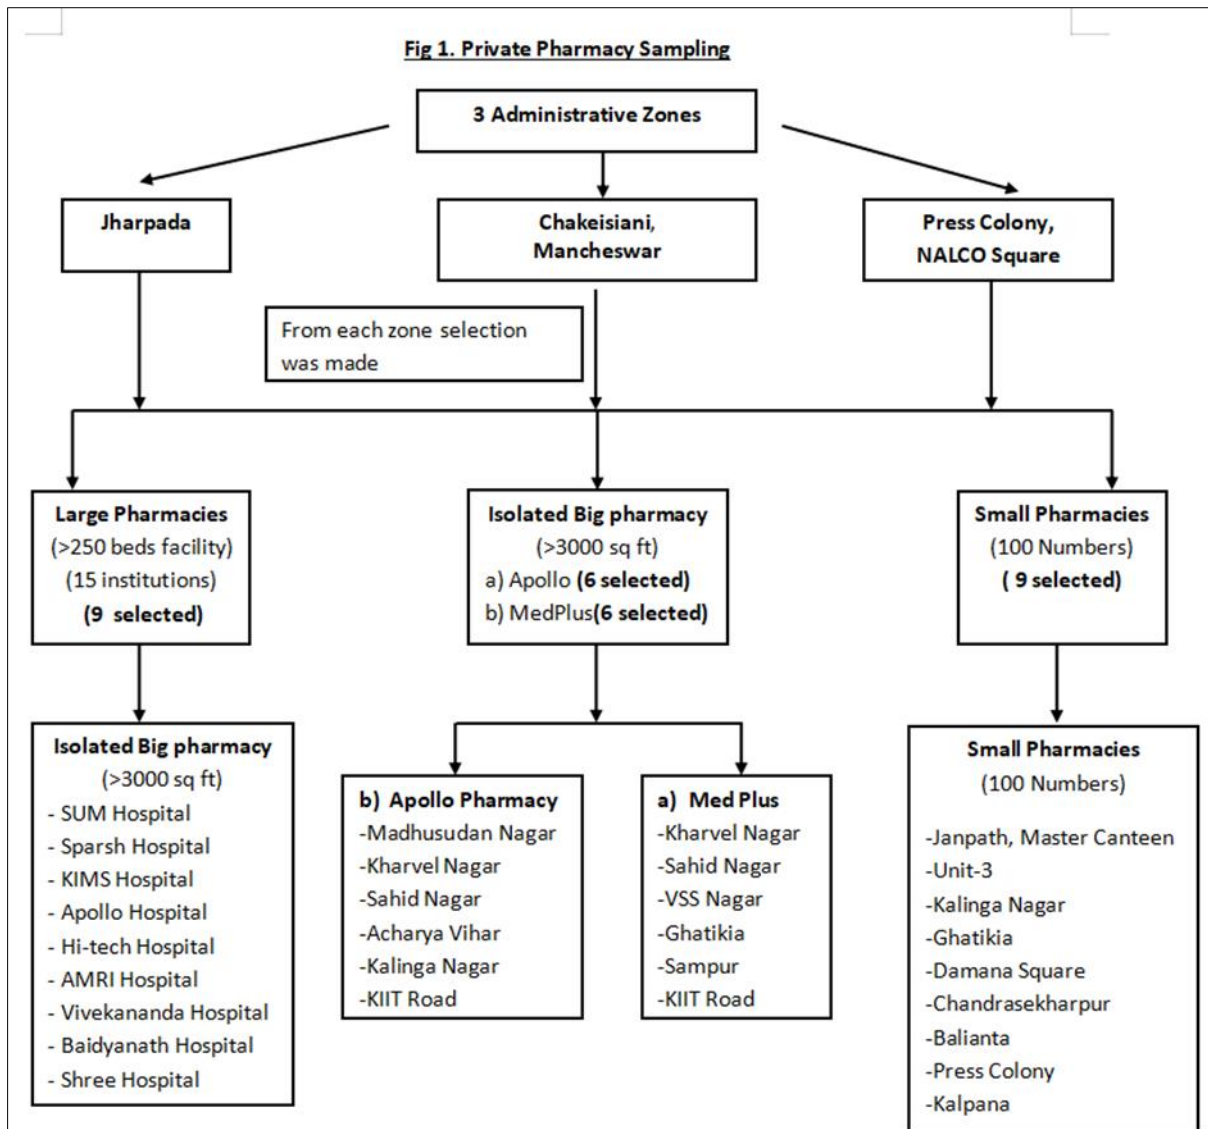 Fig 1. Private Pharmacy Sampling
3 Administrative Zones
Jharpada
Chakeisiani,
Mancheswar
Press Colony,
NALCO Square
From each zone selection
was made
Large Pharmacies
(>250 beds facility)
(15 institutions)
(9 selected)
Isolated Big pharmacy
(>3000 sq ft)
a) Apollo (6 selected)
b) MedPlus(6 selected)
Small Pharmacies
(100 Numbers)
( 9 selected)
Isolated Big pharmacy
(>3000 sq ft)
- SUM Hospital
- Sparsh Hospital
- KIMS Hospital
- Apollo Hospital
- Hi-tech Hospital
- AMRI Hospital
- Vivekananda Hospital
- Baidyanath Hospital
- Shree Hospital
b) Apollo Pharmacy
-Madhusudan Nagar
-Kharvel Nagar
-Sahid Nagar
-Acharya Vihar
-Kalinga Nagar
-KIIT Road
a) Med Plus
-Kharvel Nagar
-Sahid Nagar
-VSS Nagar
-Ghatikia
-Sampur
-KIIT Road
Small Pharmacies
(100 Numbers)
-Janpath, Master Canteen
-Unit-3
-Kalinga Nagar
-Ghatikia
-Damana Square
-Chandrasekharpur
-Balianta
-Press Colony
-Kalpana